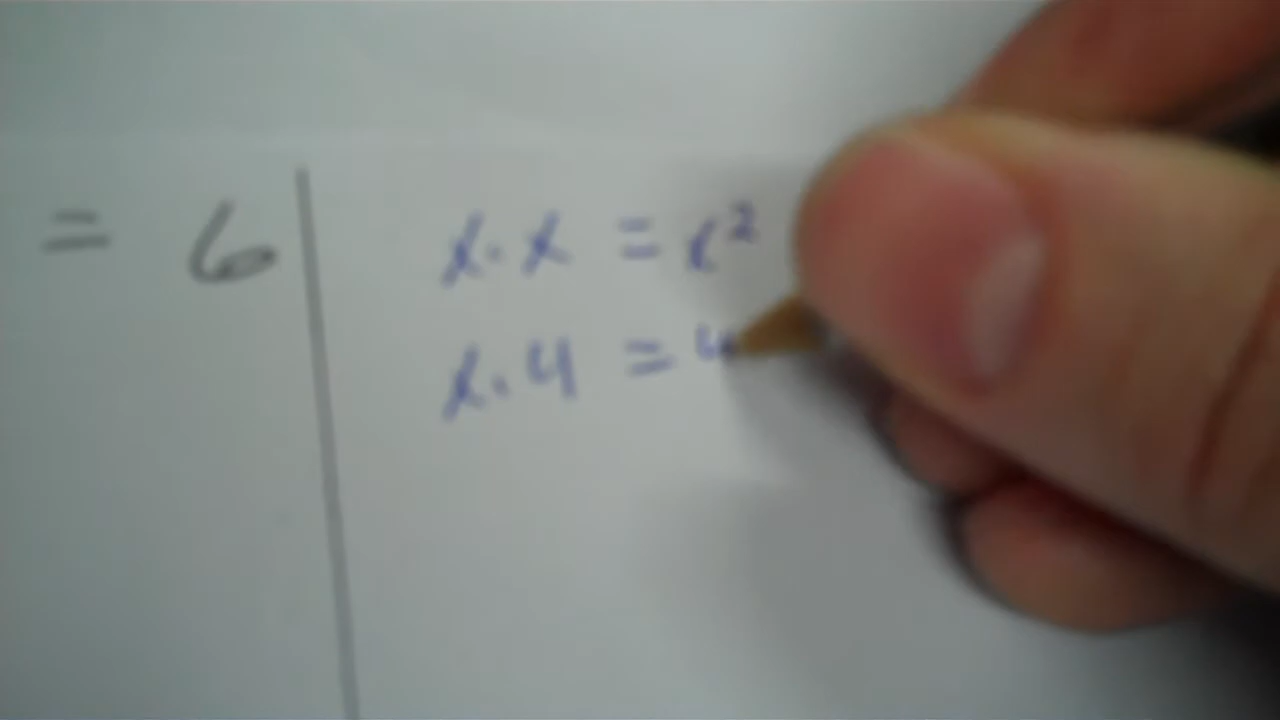 = 6
x · x = x²
x · 4 = 4